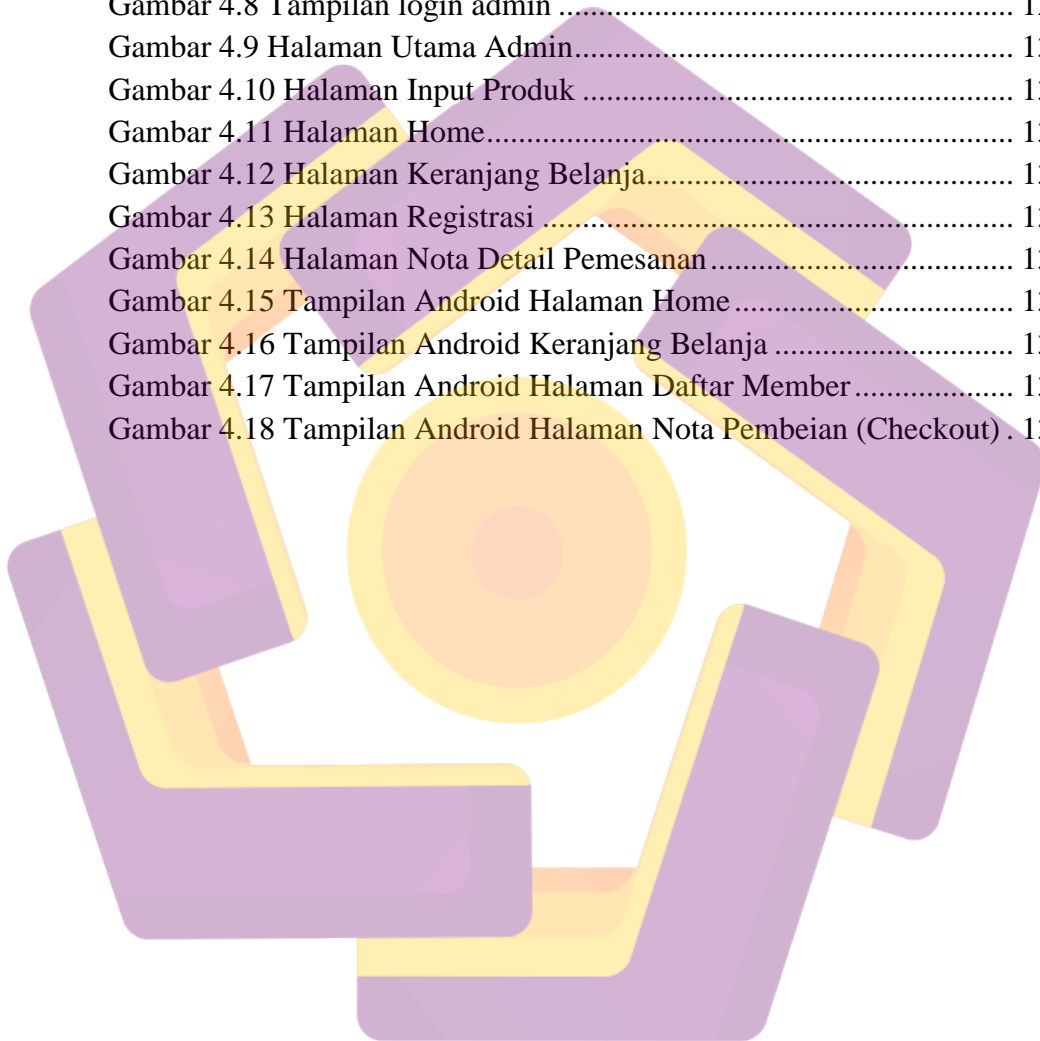 Gambar 4.8 Tampilan login admin ..........................................................
Gambar 4.9 Halaman Utama Admin........................................................
Gambar 4.10 Halaman Input Produk .......................................................
Gambar 4.11 Halaman Home...................................................................
Gambar 4.12 Halaman Keranjang Belanja...............................................
Gambar 4.13 Halaman Registrasi ............................................................
Gambar 4.14 Halaman Nota Detail Pemesanan.......................................
Gambar 4.15 Tampilan Android Halaman Home....................................
Gambar 4.16 Tampilan Android Keranjang Belanja ...............................
Gambar 4.17 Tampilan Android Halaman Daftar Member....................
Gambar 4.18 Tampilan Android Halaman Nota Pembeian (Checkout) .